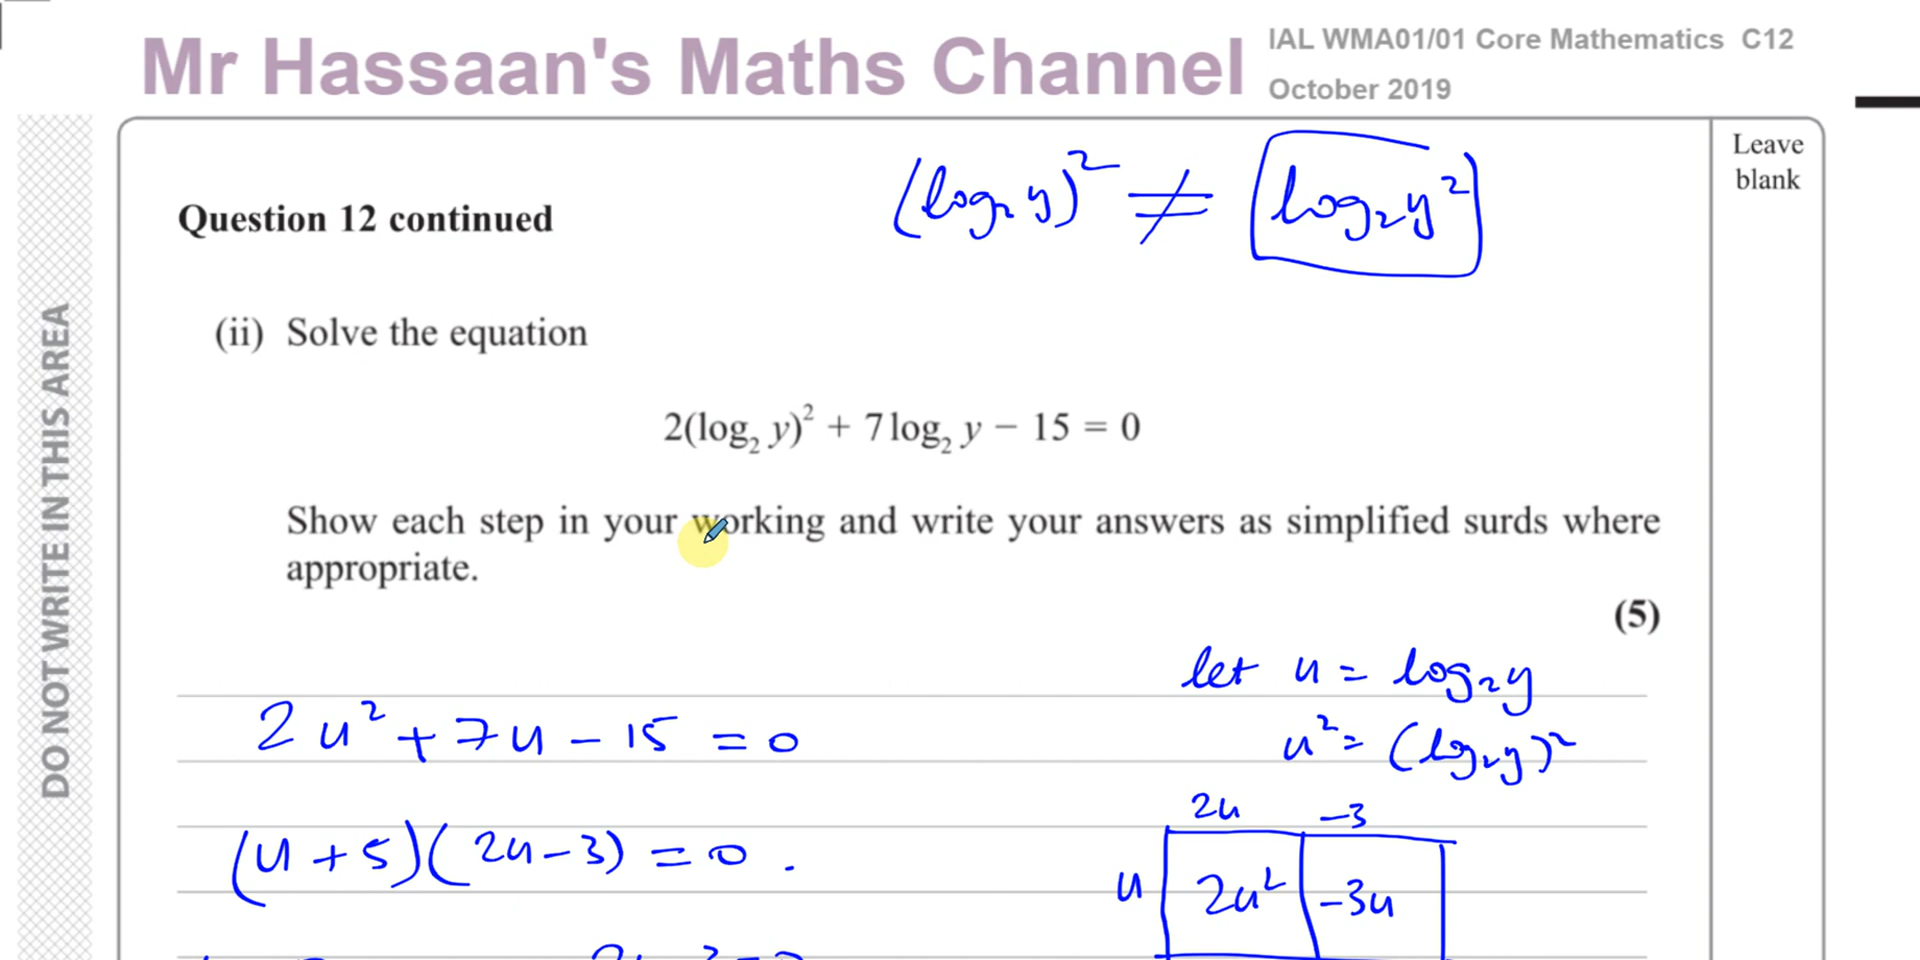 Mr Hassaan's Maths Channel
IAL WMA01/01 Core Mathematics C12
October 2019
Leave
blank
DO NOT WRITE IN THIS AREA
(log₂ y)² ≠ log₂ y²
Question 12 continued
(ii) Solve the equation
2(log₂ y)² + 7 log₂ y − 15 = 0
Show each step in your working and write your answers as simplified surds where
appropriate.
(5)
let u = log₂ y
2u² + 7u − 15 = 0
u² = (log₂ y)²
2u −3
(u + 5)(2u − 3) = 0 .
u 2u² −3u